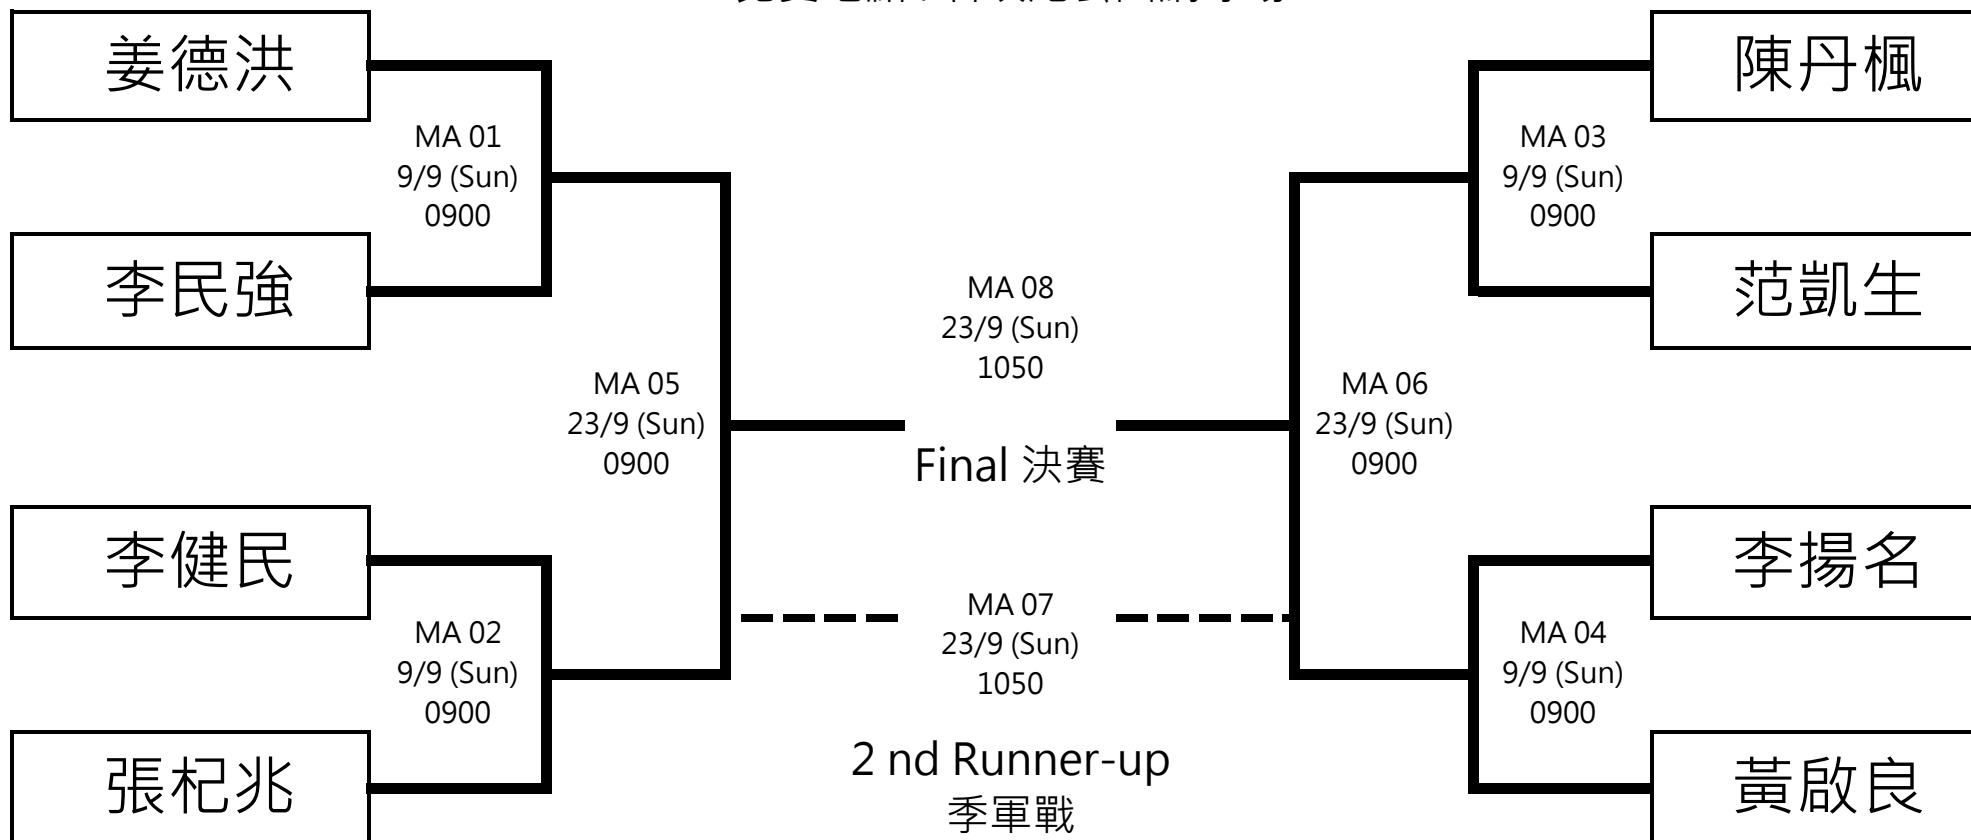 姜德洪
MA 01
9/9 (Sun)
0900
李民強
MA 05
23/9 (Sun)
0900
李健民
MA 02
9/9 (Sun)
0900
張杞兆
MA 08
23/9 (Sun)
1050
Final 決賽
MA 07
23/9 (Sun)
1050
2 nd Runner-up
季軍戰
陳丹楓
MA 03
9/9 (Sun)
0900
范凱生
MA 06
23/9 (Sun)
0900
李揚名
MA 04
9/9 (Sun)
0900
黃啟良